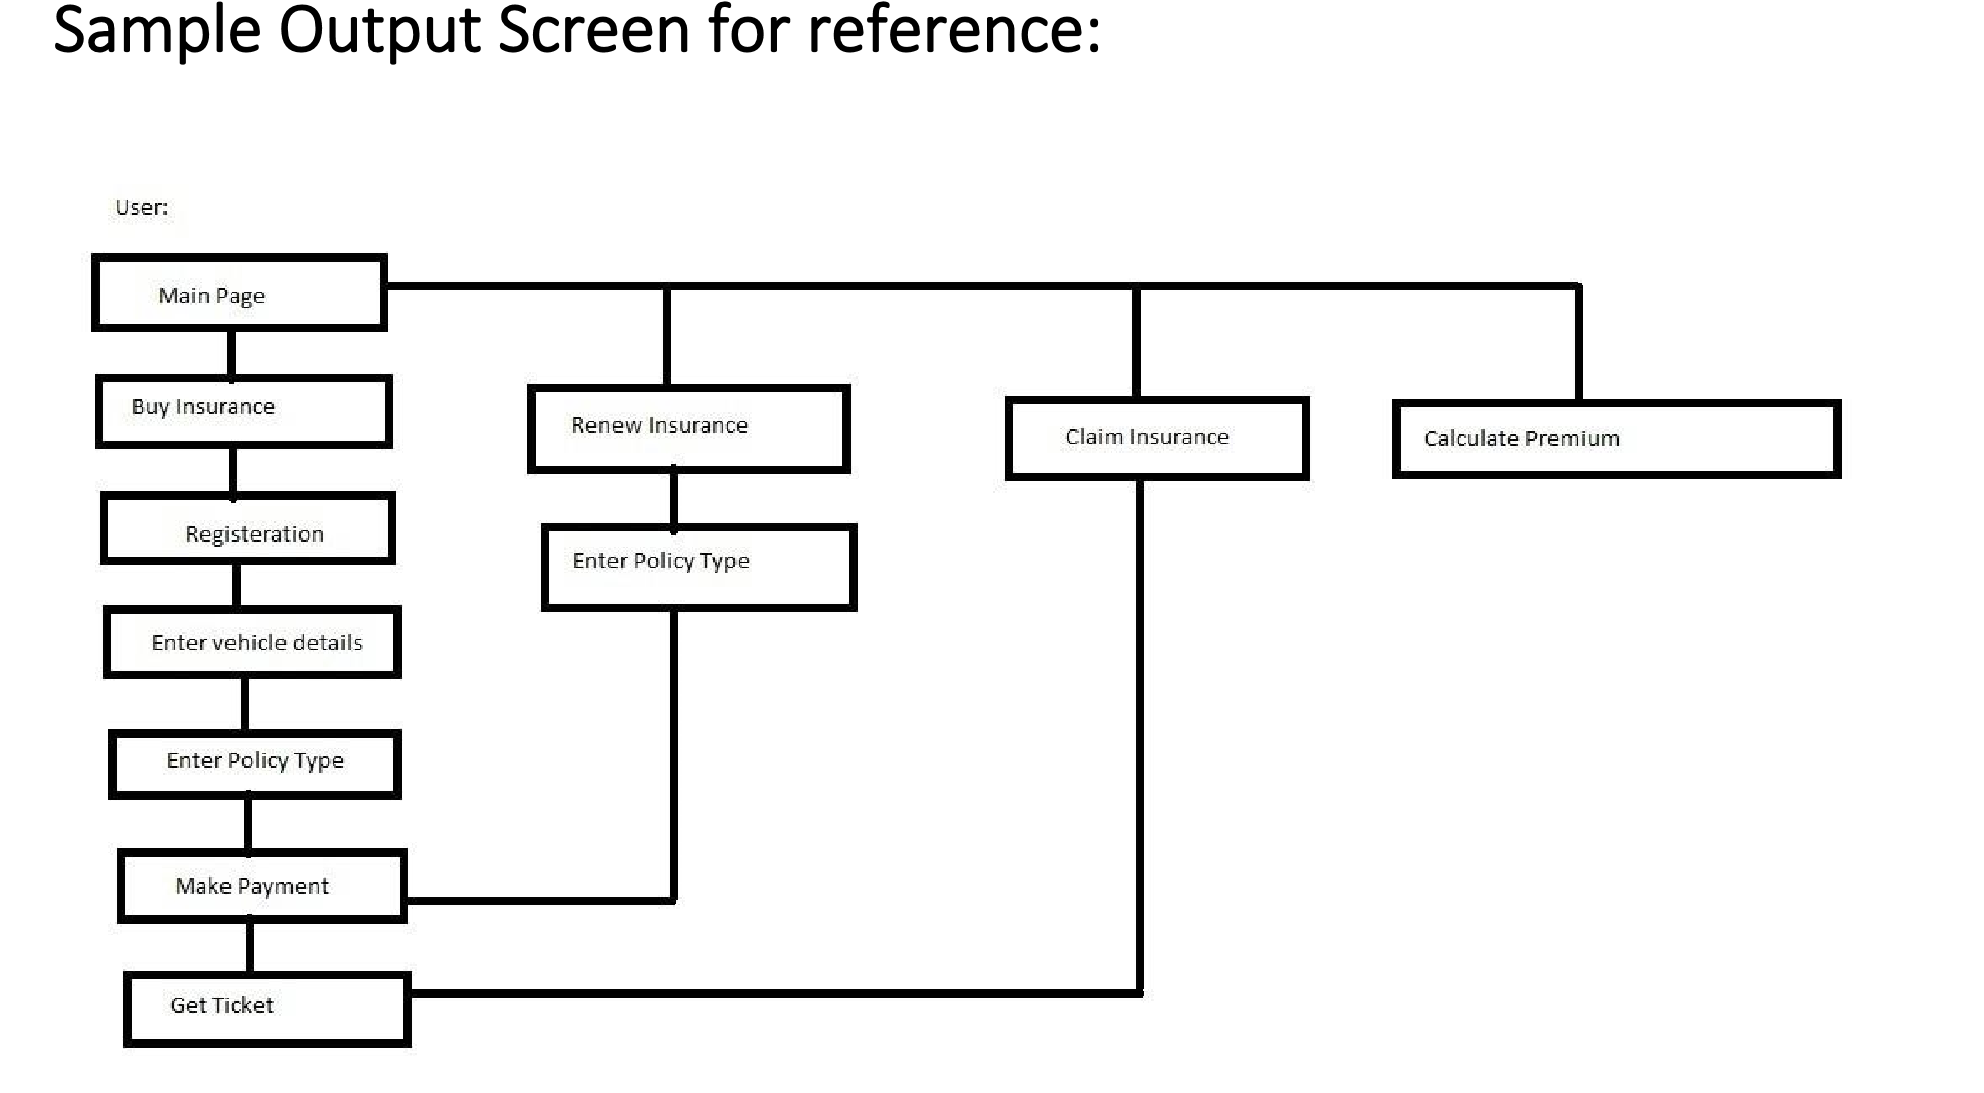 Sample Output Screen for reference:
User:
Main Page
Buy Insurance
Renew Insurance
Claim Insurance
Calculate Premium
Registeration
Enter Policy Type
Enter vehicle details
Enter Policy Type
Make Payment
Get Ticket